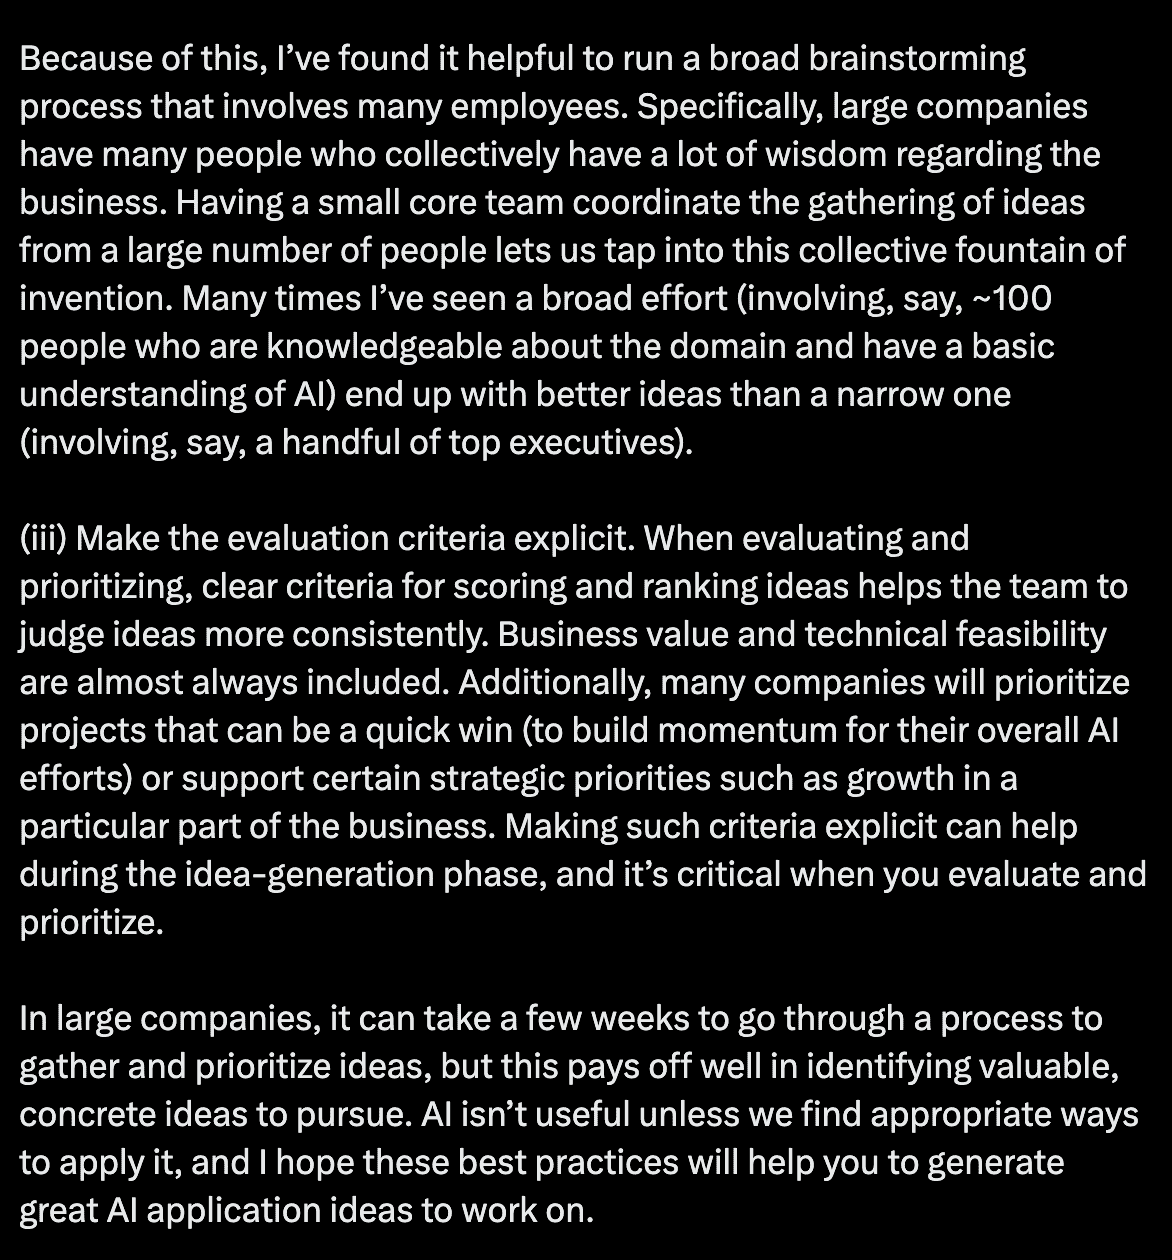 Because of this, I’ve found it helpful to run a broad brainstorming
process that involves many employees. Specifically, large companies
have many people who collectively have a lot of wisdom regarding the
business. Having a small core team coordinate the gathering of ideas
from a large number of people lets us tap into this collective fountain of
invention. Many times I’ve seen a broad effort (involving, say, ~100
people who are knowledgeable about the domain and have a basic
understanding of AI) end up with better ideas than a narrow one
(involving, say, a handful of top executives).
(iii) Make the evaluation criteria explicit. When evaluating and
prioritizing, clear criteria for scoring and ranking ideas helps the team to
judge ideas more consistently. Business value and technical feasibility
are almost always included. Additionally, many companies will prioritize
projects that can be a quick win (to build momentum for their overall AI
efforts) or support certain strategic priorities such as growth in a
particular part of the business. Making such criteria explicit can help
during the idea-generation phase, and it’s critical when you evaluate and
prioritize.
In large companies, it can take a few weeks to go through a process to
gather and prioritize ideas, but this pays off well in identifying valuable,
concrete ideas to pursue. AI isn’t useful unless we find appropriate ways
to apply it, and I hope these best practices will help you to generate
great AI application ideas to work on.